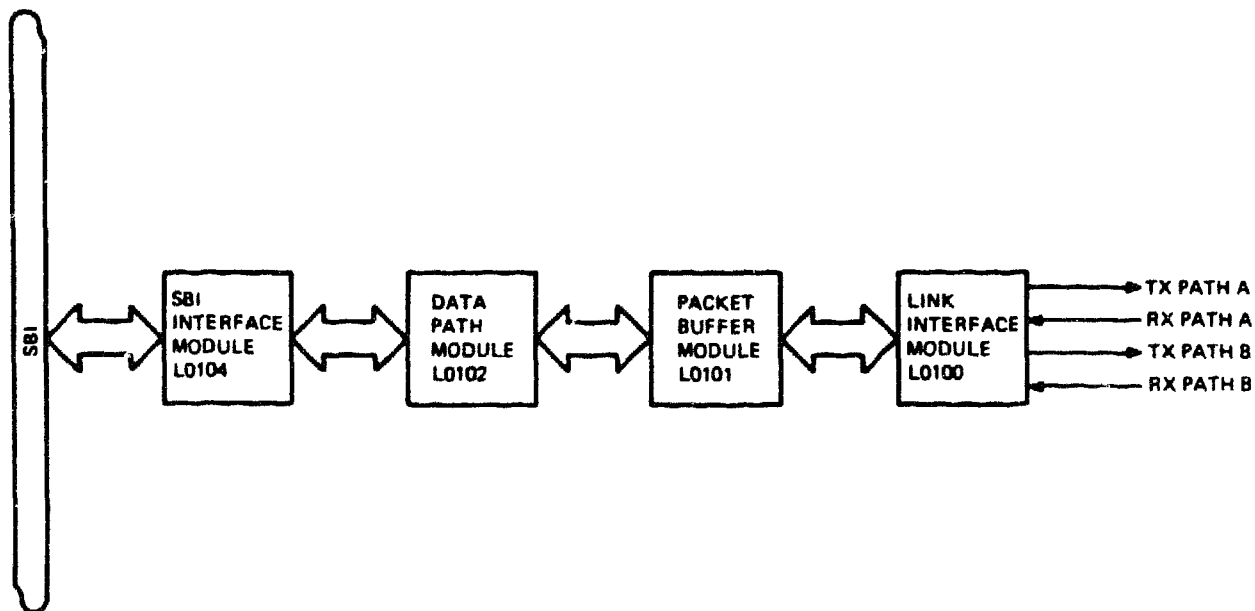 SBI
SBI
INTERFACE
MODULE
L0104
DATA
PATH
MODULE
L0102
PACKET
BUFFER
MODULE
L0101
LINK
INTERFACE
MODULE
L0100
TX PATH A
RX PATH A
TX PATH B
RX PATH B